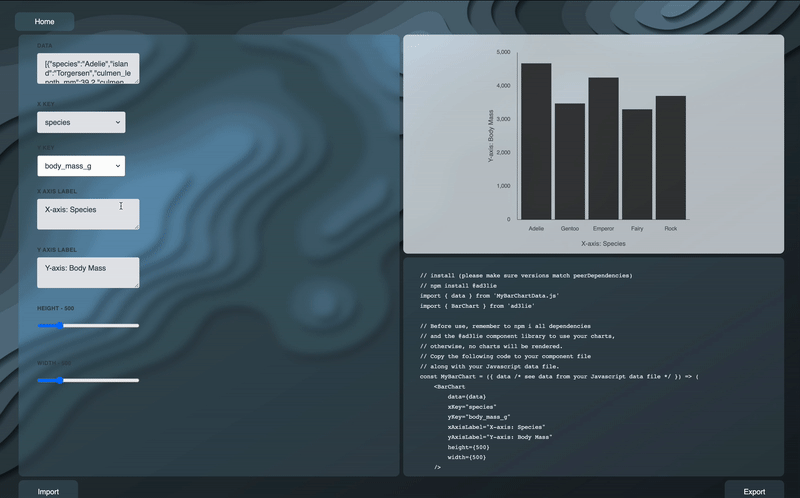 Home
DATA
[{"species":"Adelie","islan
d":"Torgersen","culmen_le
ngth_mm":39.2,"culmen
X KEY
species
Y KEY
body_mass_g
X AXIS LABEL
X-axis: Species
Y AXIS LABEL
Y-axis: Body Mass
HEIGHT - 500
WIDTH - 500
Import
5,000
4,000
3,000
2,000
1,000
0
Y-axis: Body Mass
Adelie Gentoo Emperor Fairy Rock
X-axis: Species
// install (please make sure versions match peerDependencies)
// npm install #ad3lie
import { data } from 'MyBarChartData.js'
import { BarChart } from 'ad3lie'
// Before use, remember to npm i all dependencies
// and the #ad3lie component library to use your charts,
// otherwise, no charts will be rendered.
// Copy the following code to your component file
// along with your Javascript data file.
const MyBarChart = ({ data /* see data from your Javascript data file */ }) => (
<BarChart
data={data}
xKey="species"
yKey="body_mass_g"
xAxisLabel="X-axis: Species"
yAxisLabel="Y-axis: Body Mass"
height={500}
width={500}
/>
Export